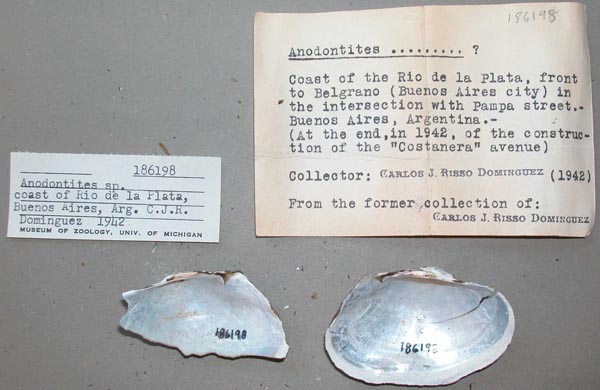 186198
Anodontites ......... ?
Coast of the Rio de la Plata, front
to Belgrano (Buenos Aires city) in
the intersection with Pampa street.-
Buenos Aires, Argentina.-
(At the end,in 1942, of the construc-
tion of the "Costanera" avenue)
Collector: CARLOS J. RISSO DOMINGUEZ (1942)
From the former collection of:
CARLOS J. RISSO DOMINGUEZ
186198
Anodontites sp.
coast of Rio de la Plata,
Buenos Aires, Arg. C.J.R.
Dominguez 1942
MUSEUM OF ZOOLOGY, UNIV. OF MICHIGAN
186198
186198